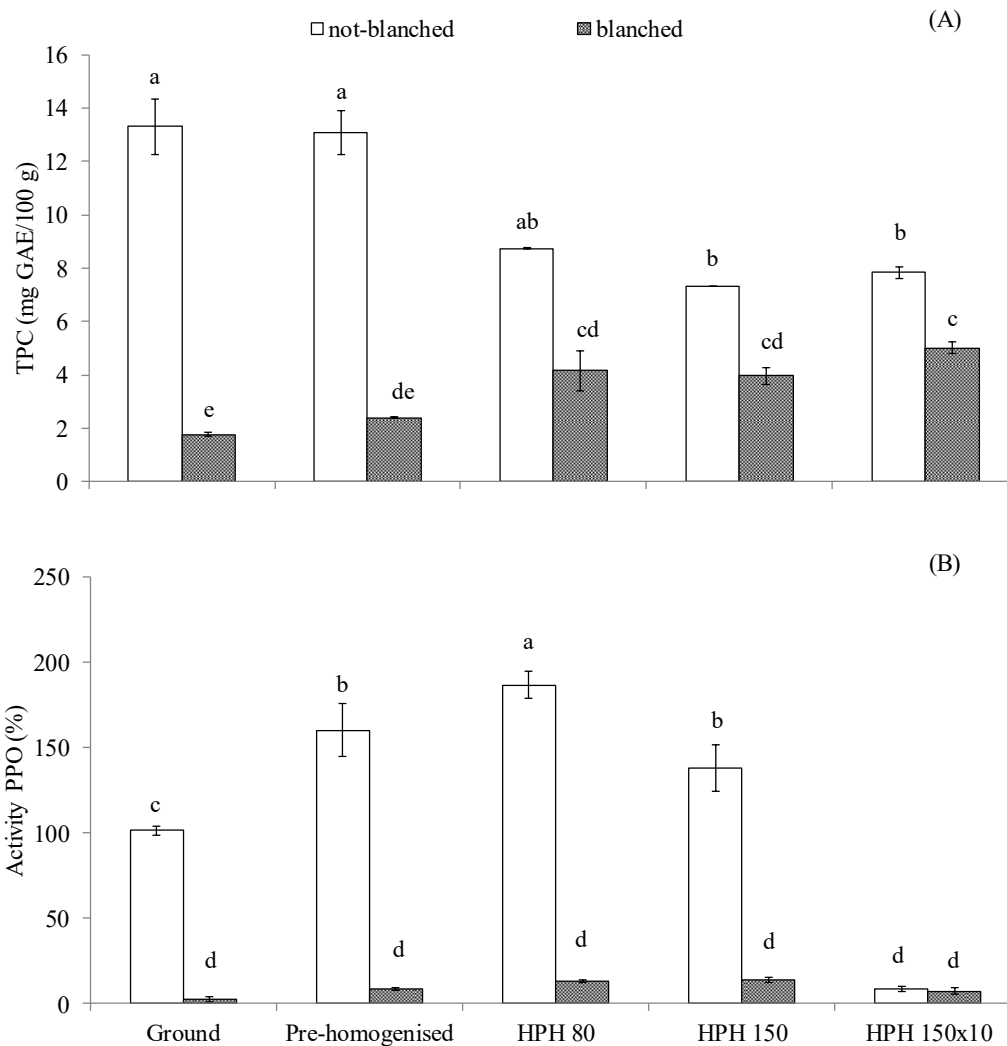 (A)
not-blanched blanched
16
14
12
10
8
6
4
2
0
TPC (mg GAE/100 g)
a a ab b b
e de cd cd c
(B)
250
200
150
100
50
0
Activity PPO (%)
c b a b d
d d d d d
Ground Pre-homogenised HPH 80 HPH 150 HPH 150x10